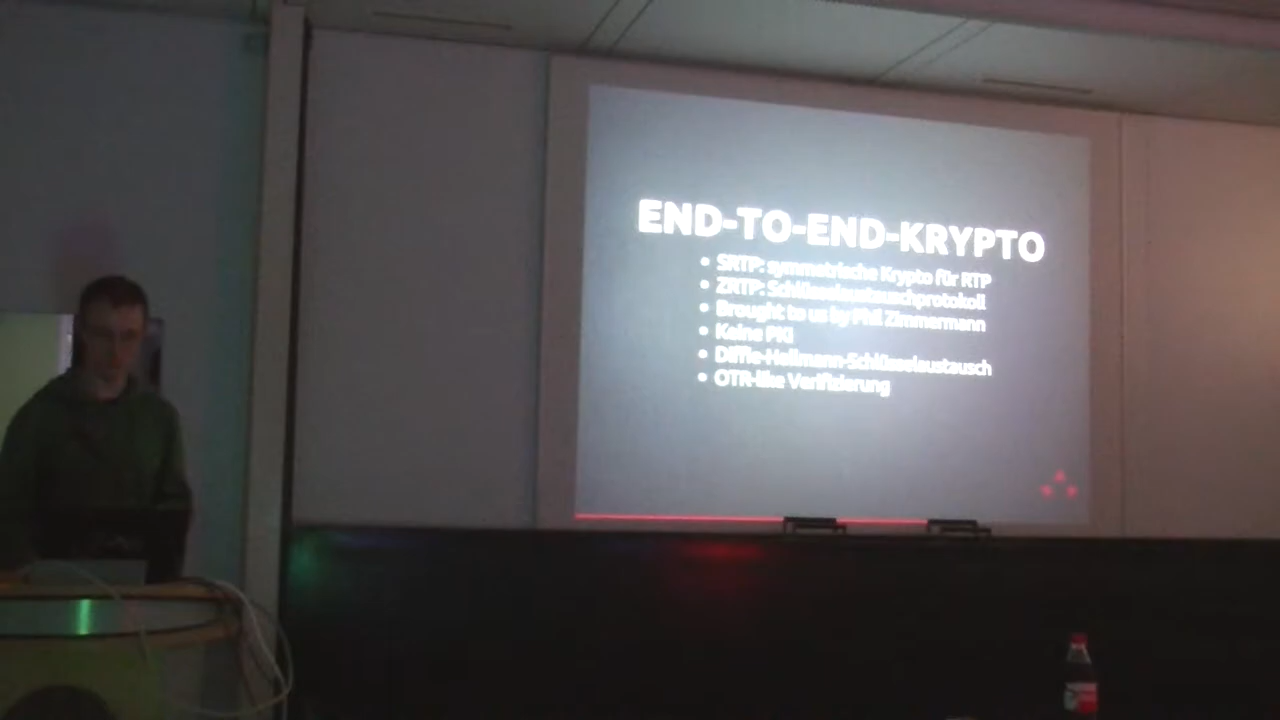 END-TO-END-KRYPTO
• SRTP: symmetrische Krypto für RTP
• ZRTP: Schlüsselaustauschprotokoll
• Brought to us by Phil Zimmermann
• Keine PKI
• Diffie-Hellmann-Schlüsselaustausch
• OTR-like Verifizierung